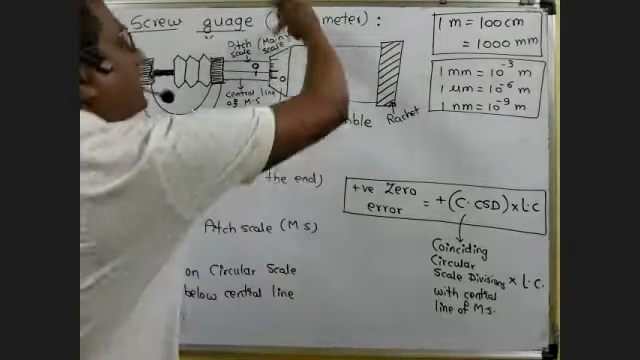 Screw guage ( meter) :
Pitch (Main
scale scale
0
0
central line
of M.S
Rachet
1 m = 100 cm
= 1000 mm
1 mm = 10⁻³ m
1 μm = 10⁻⁶ m
1 nm = 10⁻⁹ m
the end)
Pitch scale (M S)
on Circular Scale
below central line
+ve Zero
error = +(C. CSD) × L.C
Coinciding
Circular
Scale Divisions × L.C.
with central
line of M.S.